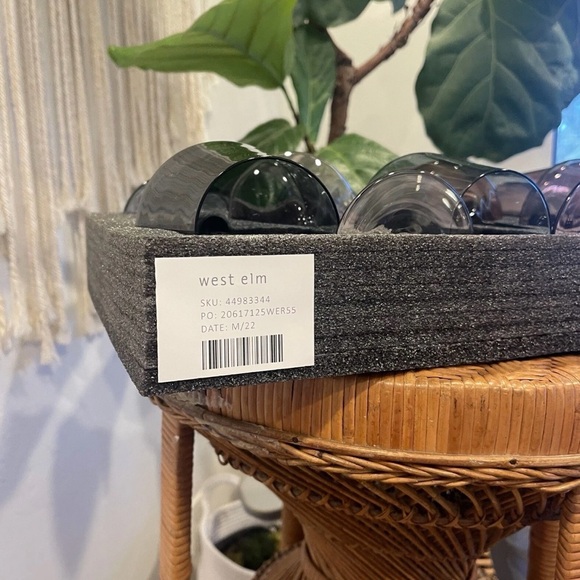 west elm
SKU: 44983344
PO: 20617125WER55
DATE: M/22